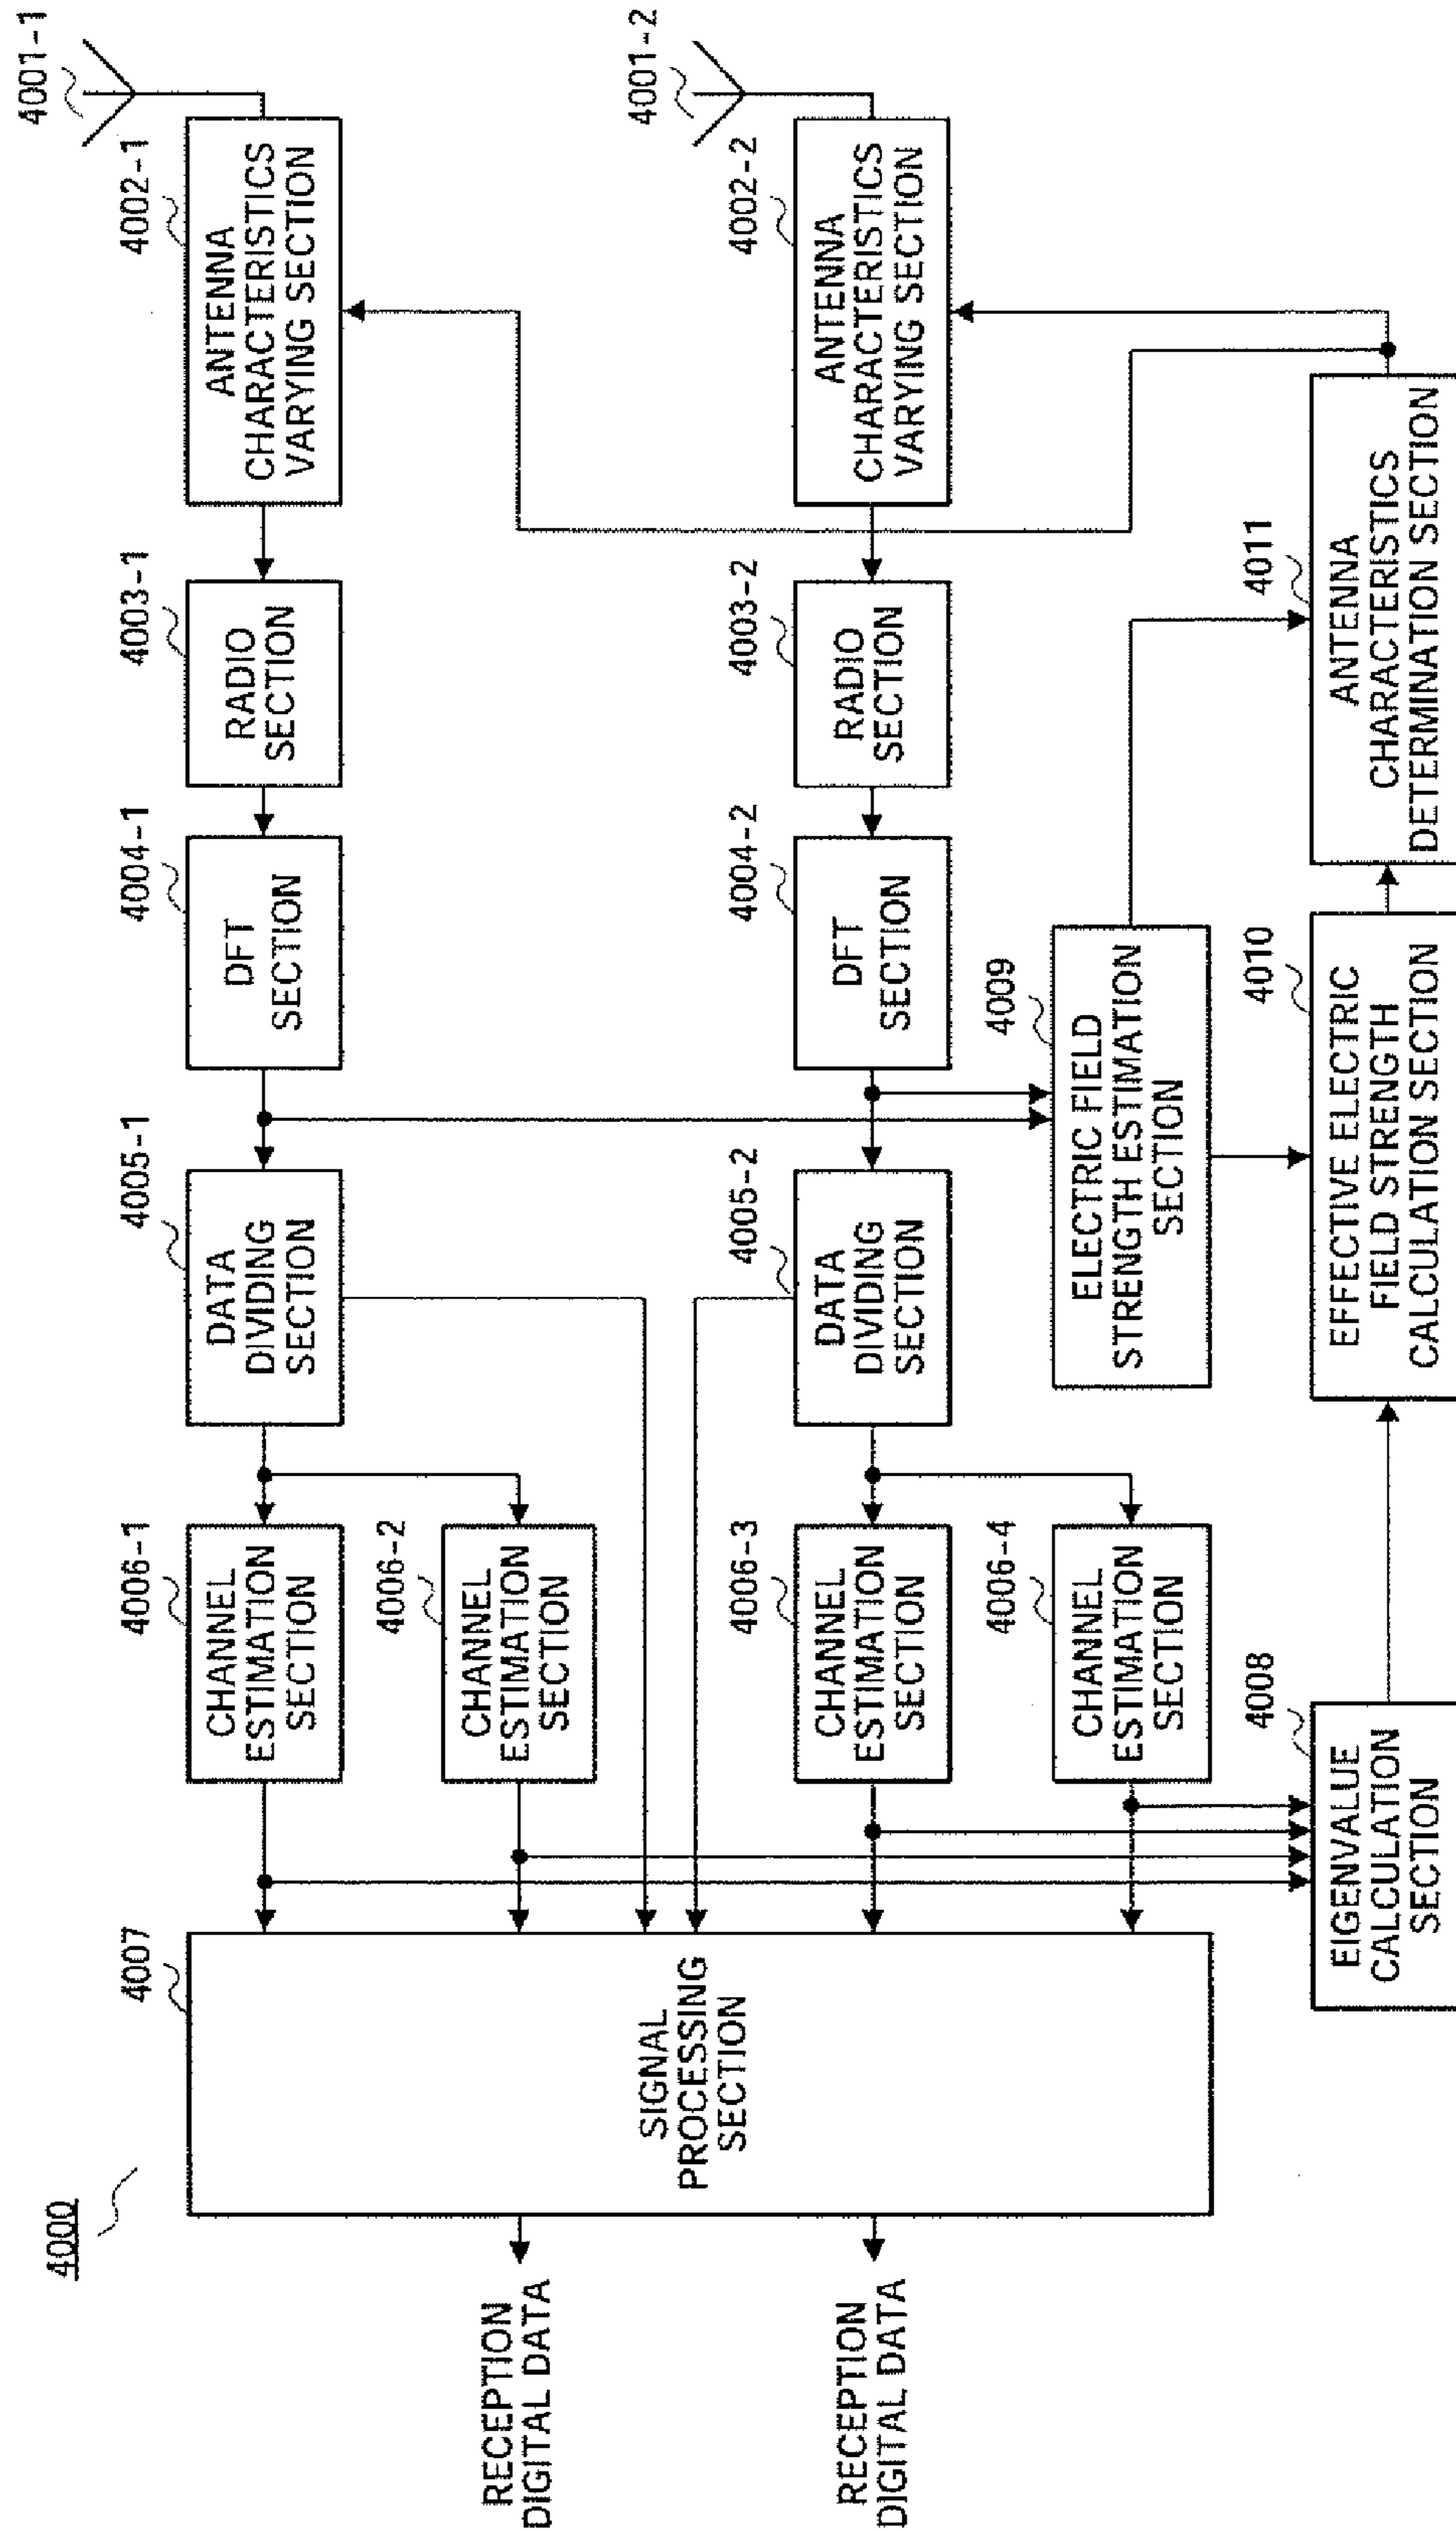 4000
RECEPTION
DIGITAL DATA
RECEPTION
DIGITAL DATA
4007
SIGNAL
PROCESSING
SECTION
4006-1
CHANNEL
ESTIMATION
SECTION
4006-2
CHANNEL
ESTIMATION
SECTION
4006-3
CHANNEL
ESTIMATION
SECTION
4006-4
CHANNEL
ESTIMATION
SECTION
4008
EIGENVALUE
CALCULATION
SECTION
4005-1
DATA
DIVIDING
SECTION
4005-2
DATA
DIVIDING
SECTION
4004-1
DFT
SECTION
4004-2
DFT
SECTION
4009
ELECTRIC FIELD
STRENGTH ESTIMATION
SECTION
4010
EFFECTIVE ELECTRIC
FIELD STRENGTH
CALCULATION SECTION
4003-1
RADIO
SECTION
4003-2
RADIO
SECTION
4002-1
ANTENNA
CHARACTERISTICS
VARYING SECTION
4002-2
ANTENNA
CHARACTERISTICS
VARYING SECTION
4011
ANTENNA
CHARACTERISTICS
DETERMINATION SECTION
4001-1
4001-2